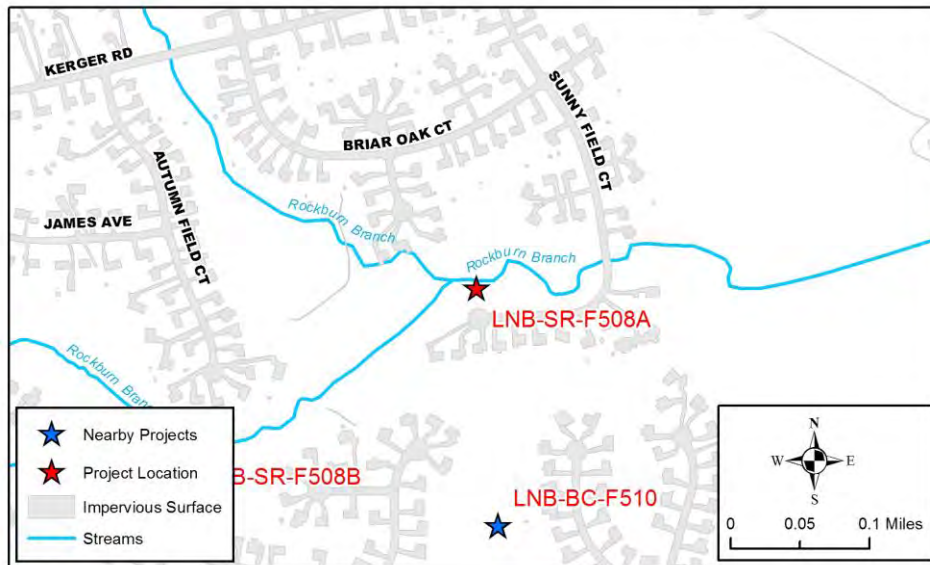 KERGER RD
SUNNY FIELD CT
BRIAR OAK CT
AUTUMN FIELD CT
JAMES AVE
Rockburn Branch
Rockburn Branch
LNB-SR-F508A
Rockburn Branc
Nearby Projects
Project Location
B-SR-F508B
Impervious Surface
Streams
LNB-BC-F510
N
W E
S
0 0.05 0.1 Miles